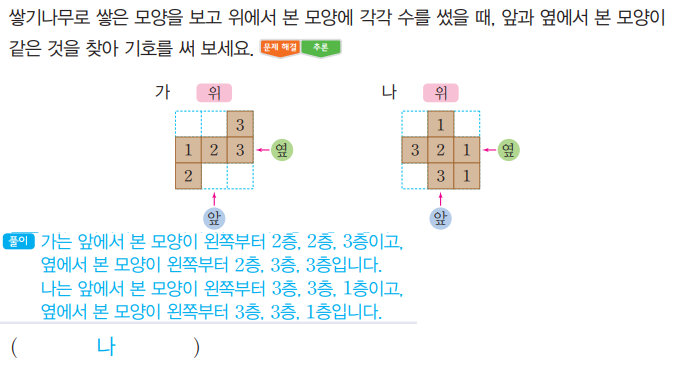 쌓기나무로 쌓은 모양을 보고 위에서 본 모양에 각각 수를 썼을 때, 앞과 옆에서 본 모양이
같은 것을 찾아 기호를 써 보세요. 문제 해결 추론
가 위
3
1 2 3 옆
2
앞
나 위
1
3 2 1 옆
3 1
앞
풀이 가는 앞에서 본 모양이 왼쪽부터 2층, 2층, 3층이고,
옆에서 본 모양이 왼쪽부터 2층, 3층, 3층입니다.
나는 앞에서 본 모양이 왼쪽부터 3층, 3층, 1층이고,
옆에서 본 모양이 왼쪽부터 3층, 3층, 1층입니다.
( 나 )